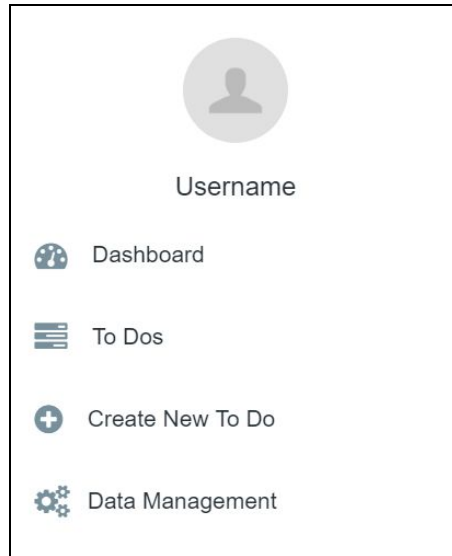 Username
Dashboard
To Dos
Create New To Do
Data Management